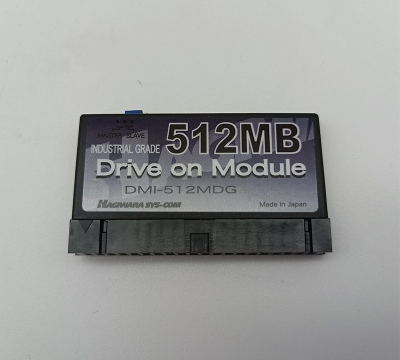 MASTER SLAVE
INDUSTRIAL GRADE 512MB
Drive on Module
DMI-512MDG
HAGIWARA SYS-COM Made In Japan